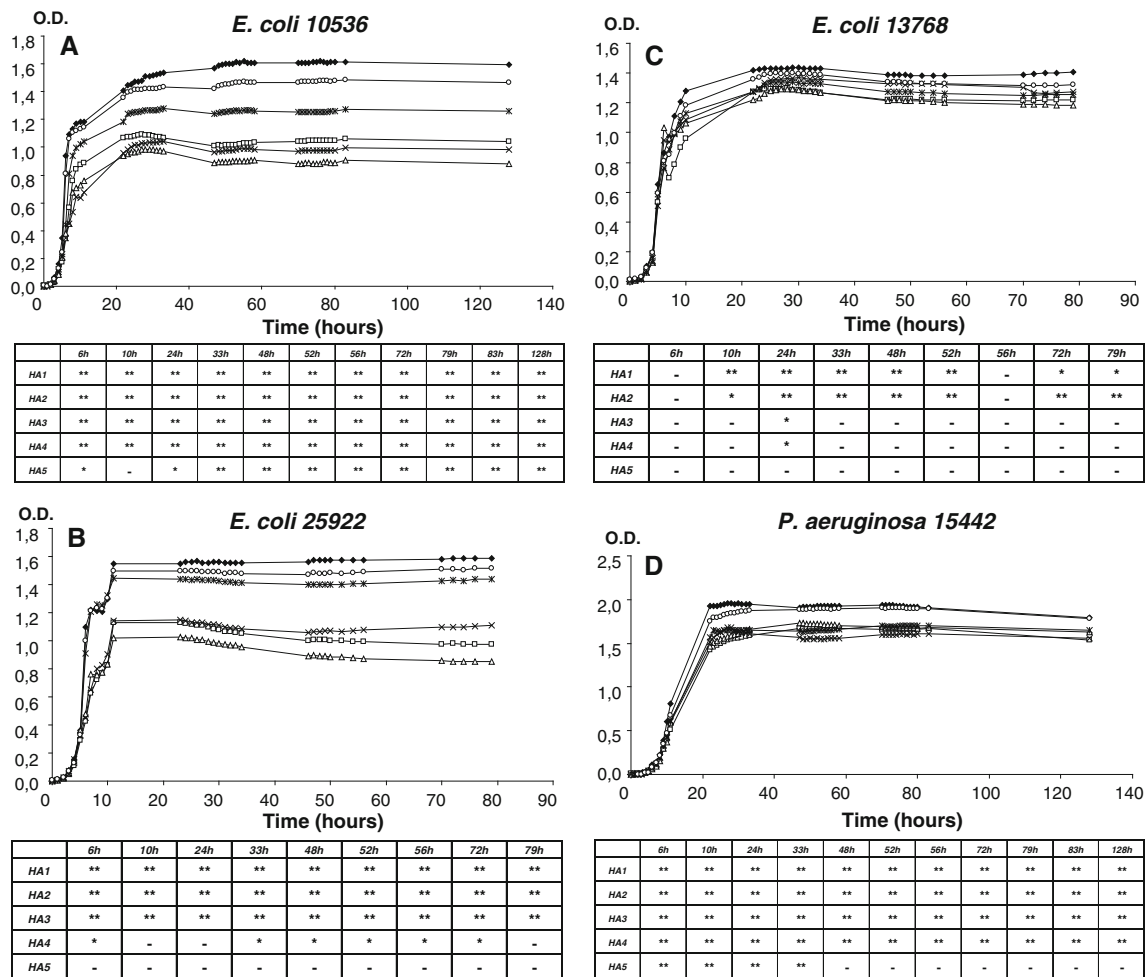 E. coli 10536
O.D.
A
1,8
1,6
1,4
1,2
1,0
0,8
0,6
0,4
0,2
0,0
0 20 40 60 80 100 120 140
Time (hours)
6h 10h 24h 33h 48h 52h 56h 72h 79h 83h 128h
HA1 ** ** ** ** ** ** ** ** ** ** **
HA2 ** ** ** ** ** ** ** ** ** ** **
HA3 ** ** ** ** ** ** ** ** ** ** **
HA4 ** ** ** ** ** ** ** ** ** ** **
HA5 * - * ** ** ** ** ** ** ** **
E. coli 13768
O.D.
C
1,6
1,4
1,2
1,0
0,8
0,6
0,4
0,2
0,0
0 10 20 30 40 50 60 70 80 90
Time (hours)
6h 10h 24h 33h 48h 52h 56h 72h 79h
HA1 - ** ** ** ** ** - * *
HA2 - * ** ** ** ** - ** **
HA3 - - * - - - - - -
HA4 - - * - - - - - -
HA5 - - - - - - - - -
E. coli 25922
O.D.
B
1,8
1,6
1,4
1,2
1,0
0,8
0,6
0,4
0,2
0,0
0 10 20 30 40 50 60 70 80 90
Time (hours)
6h 10h 24h 33h 48h 52h 56h 72h 79h
HA1 ** ** ** ** ** ** ** ** **
HA2 ** ** ** ** ** ** ** ** **
HA3 ** ** ** ** ** ** ** ** **
HA4 * - - * * * * * -
HA5 - - - - - - - - -
P. aeruginosa 15442
O.D.
D
2,5
2,0
1,5
1,0
0,5
0,0
0 20 40 60 80 100 120 140
Time (hours)
6h 10h 24h 33h 48h 52h 56h 72h 79h 83h 128h
HA1 ** ** ** ** ** ** ** ** ** ** **
HA2 ** ** ** ** ** ** ** ** ** ** **
HA3 ** ** ** ** ** ** ** ** ** ** **
HA4 ** ** ** ** ** ** ** ** ** ** **
HA5 ** ** ** ** - - - - - - -